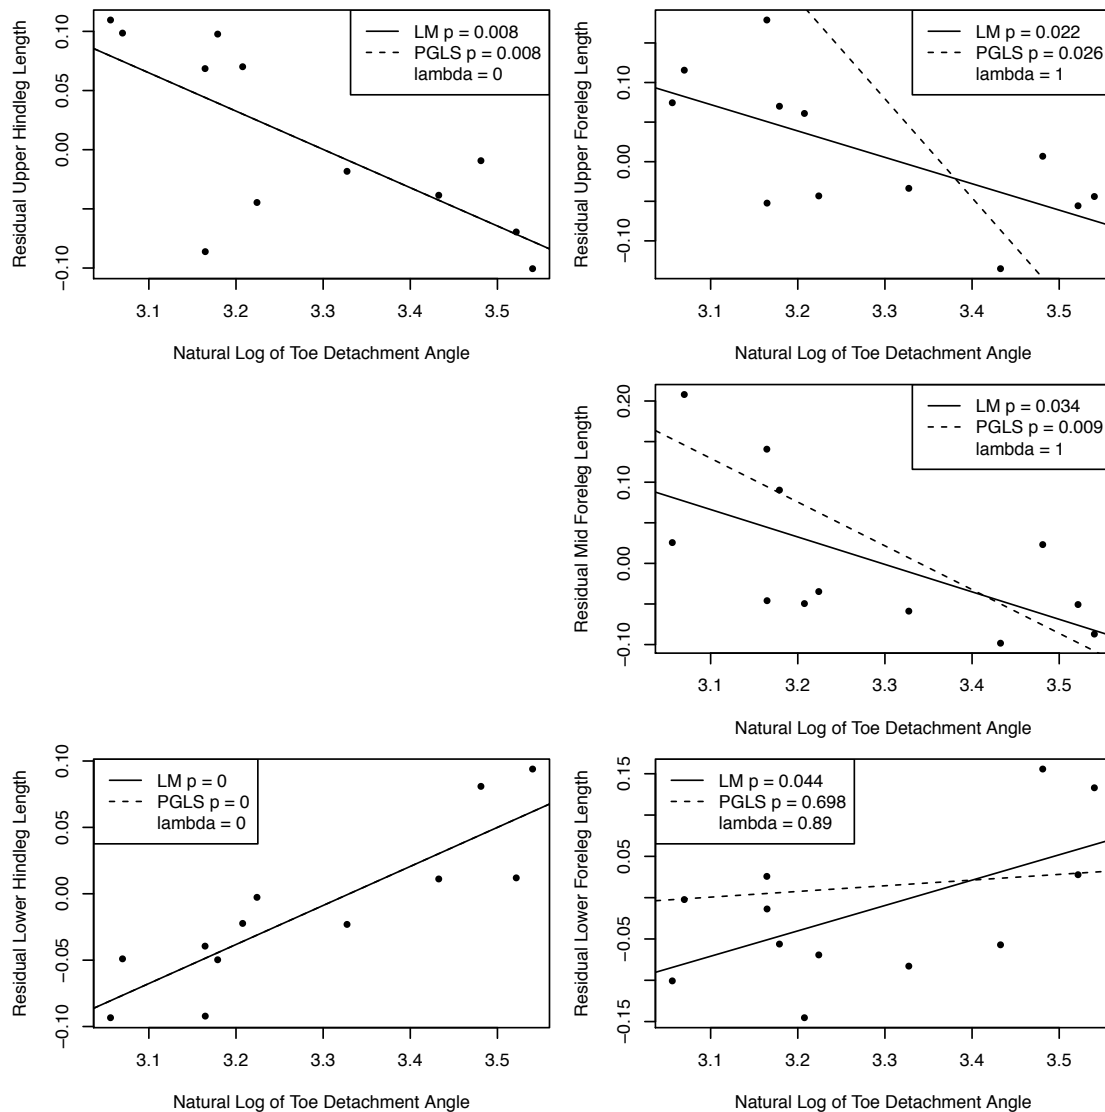 Residual Upper Hindleg Length
0.10
0.05
0.00
−0.10
LM p = 0.008
PGLS p = 0.008
lambda = 0
3.1 3.2 3.3 3.4 3.5
Natural Log of Toe Detachment Angle
Residual Upper Foreleg Length
0.10
0.00
−0.10
LM p = 0.022
PGLS p = 0.026
lambda = 1
3.1 3.2 3.3 3.4 3.5
Natural Log of Toe Detachment Angle
Residual Mid Foreleg Length
0.20
0.10
0.00
−0.10
LM p = 0.034
PGLS p = 0.009
lambda = 1
3.1 3.2 3.3 3.4 3.5
Natural Log of Toe Detachment Angle
Residual Lower Hindleg Length
0.10
0.05
0.00
−0.05
−0.10
LM p = 0
PGLS p = 0
lambda = 0
3.1 3.2 3.3 3.4 3.5
Natural Log of Toe Detachment Angle
Residual Lower Foreleg Length
0.15
0.05
−0.05
−0.15
LM p = 0.044
PGLS p = 0.698
lambda = 0.89
3.1 3.2 3.3 3.4 3.5
Natural Log of Toe Detachment Angle